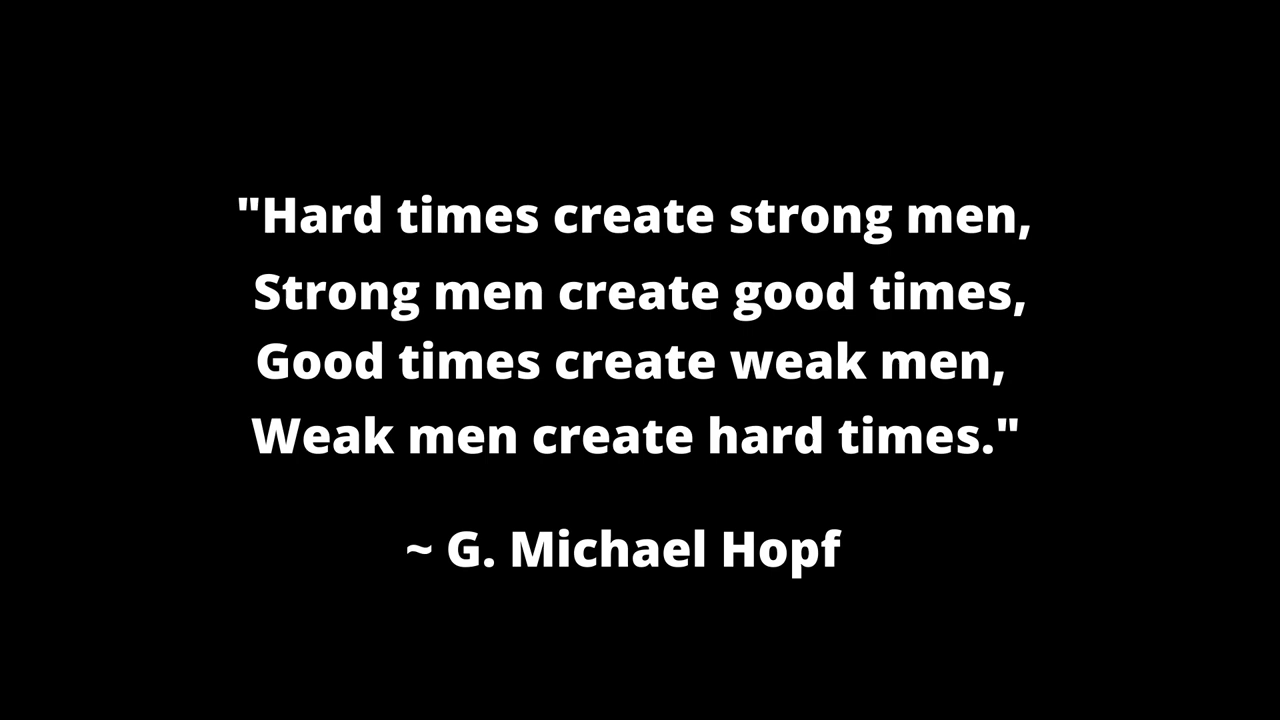 "Hard times create strong men,
Strong men create good times,
Good times create weak men,
Weak men create hard times."
~ G. Michael Hopf